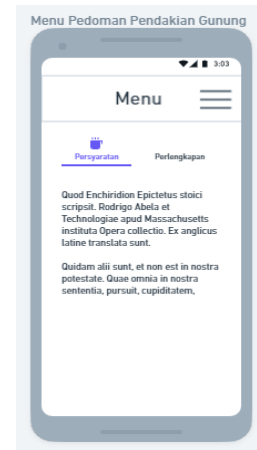 Menu Pedoman Pendakian Gunung
3:03
Menu
Persyaratan
Perlengkapan
Quod Enchiridion Epictetus stoici
scripsit. Rodrigo Abela et
Technologiae apud Massachusetts
instituta Opera collectio. Ex anglicus
latine translata sunt.
Quidam alii sunt, et non est in nostra
potestate. Quae omnia in nostra
sententia, pursuit, cupiditatem,